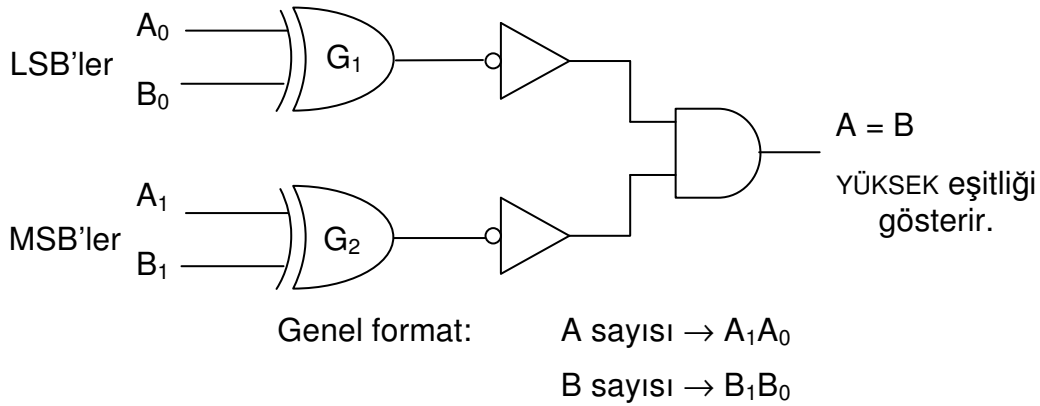 A₀
LSB'ler
B₀
G₁
A = B
YÜKSEK eşitliği
gösterir.
A₁
MSB'ler
B₁
G₂
Genel format: A sayısı → A₁A₀
B sayısı → B₁B₀